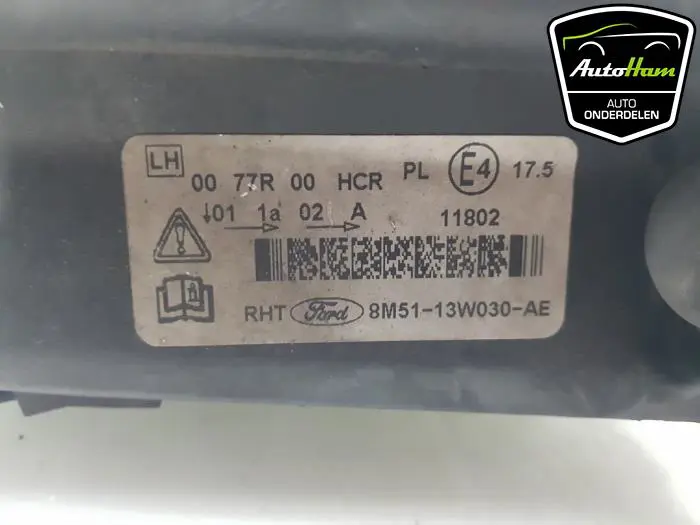 AutoHam
AUTO
ONDERDELEN
LH
00 77R 00 HCR PL E4 17.5
↓01 1a 02 A 11802
RHT Ford 8M51-13W030-AE